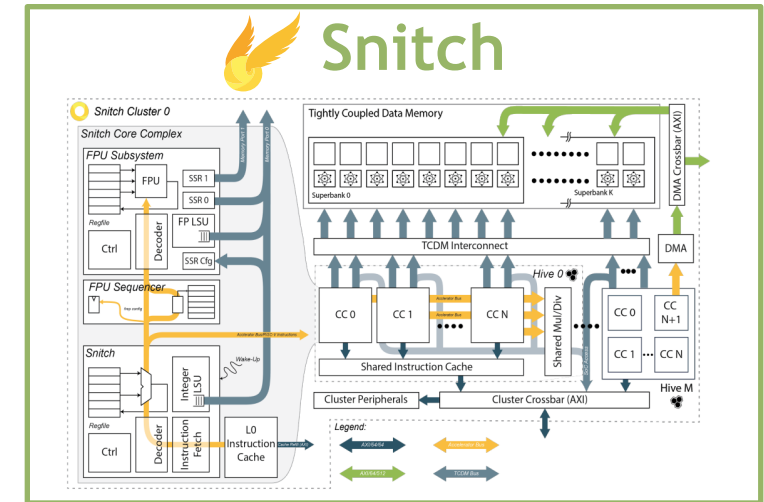 Snitch
Snitch Cluster 0
Snitch Core Complex
FPU Subsystem
FPU
SSR 1
SSR 0
FP LSU
SSR Cfg
Regfile
Ctrl
Decoder
FPU Sequencer
Snitch
Regfile
Ctrl
Decoder
Integer
LSU
Instruction
Fetch
L0
Instruction
Cache
Wake-Up
Tightly Coupled Data Memory
Superbank 0
Superbank K
DMA Crossbar (AXI)
TCDM Interconnect
DMA
Hive 0
CC 0
CC 1
CC N
Accelerator Bus
Accelerator Bus
Shared Mul/Div
Shared Instruction Cache
CC 0
CC
N+1
CC 1
CC N
Hive M
Cluster Peripherals
Cluster Crossbar (AXI)
Legend:
AXI/64/64
Accelerator Bus
AXI/64/512
TCDM Bus